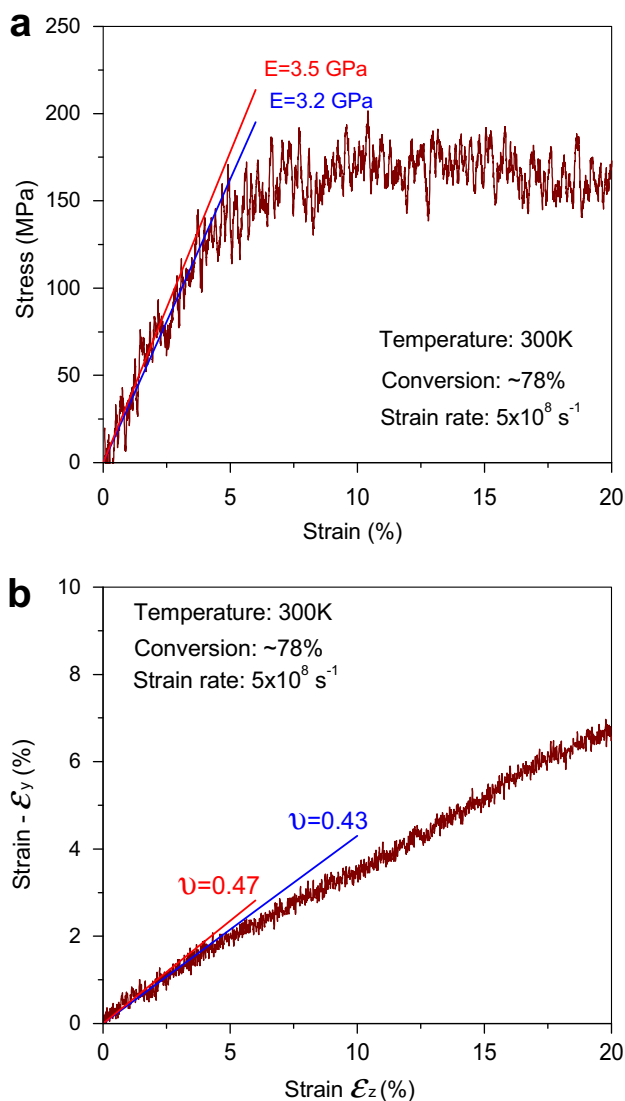 a
250
200
150
100
50
0
Stress (MPa)
E=3.5 GPa
E=3.2 GPa
Temperature: 300K
Conversion: ~78%
Strain rate: 5x10⁸ s⁻¹
0 5 10 15 20
Strain (%)
b
10
8
6
4
2
0
Strain - ℰy (%)
Temperature: 300K
Conversion: ~78%
Strain rate: 5x10⁸ s⁻¹
υ=0.43
υ=0.47
0 5 10 15 20
Strain ℰz (%)